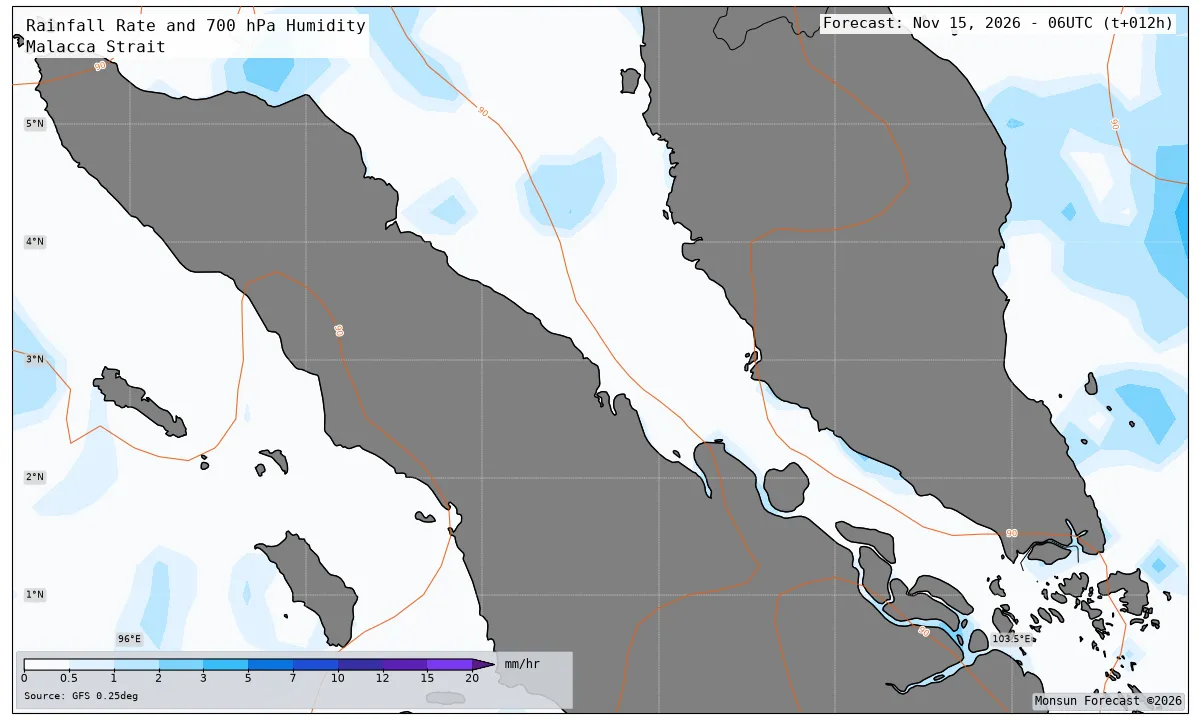 Rainfall Rate and 700 hPa Humidity
Malacca Strait
Forecast: Nov 15, 2026 - 06UTC (t+012h)
90
90
90
5°N
4°N
90
3°N
2°N
90
1°N
90
96°E
103.5°E
mm/hr
0 0.5 1 2 3 5 7 10 12 15 20
Source: GFS 0.25deg
Monsun Forecast ©2026